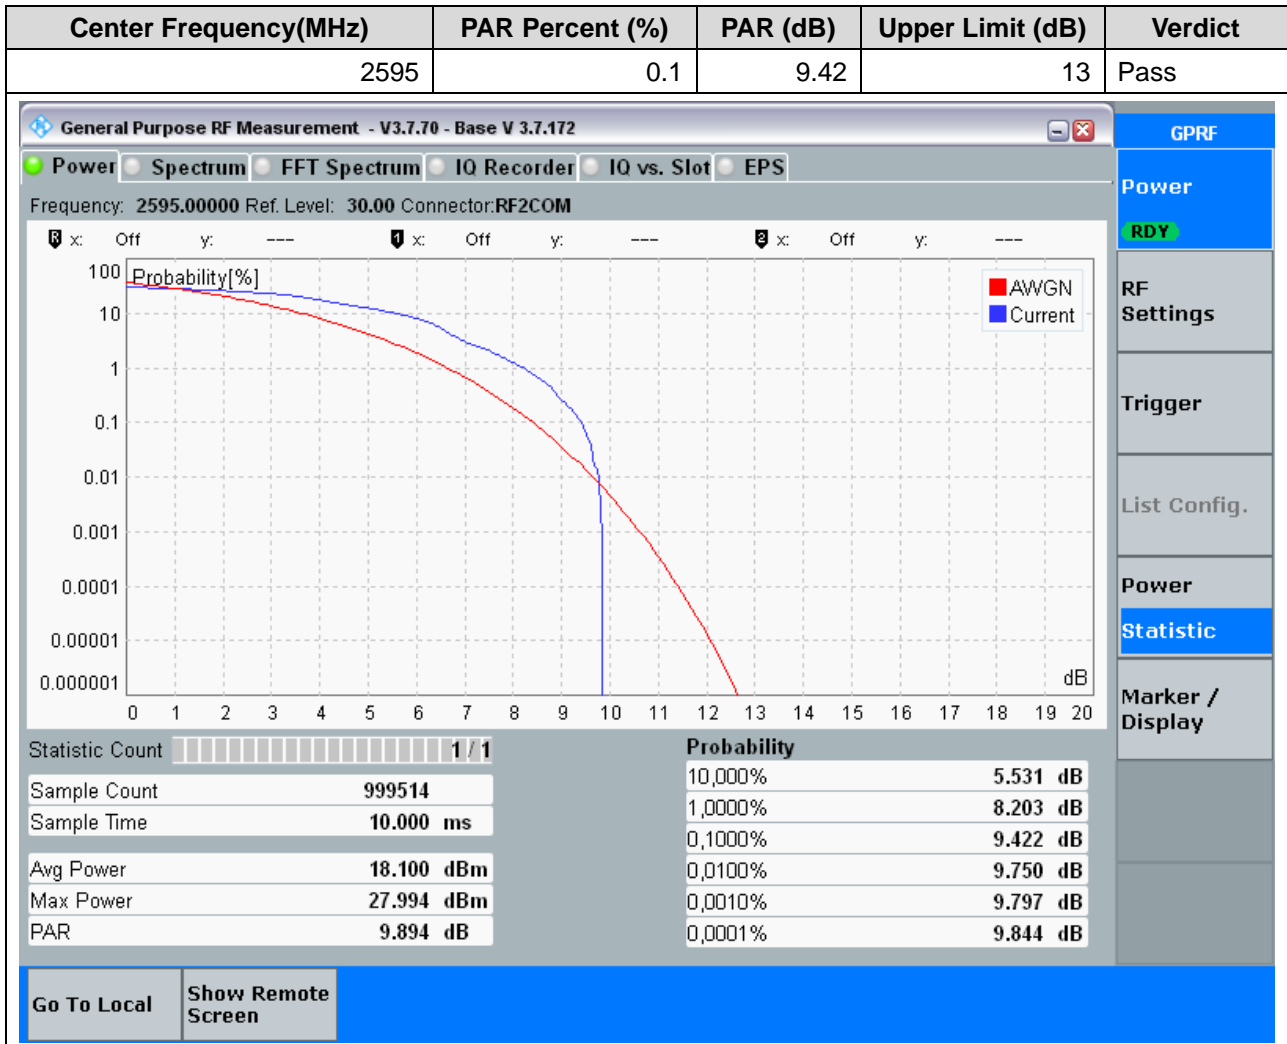 Center Frequency(MHz) PAR Percent (%) PAR (dB) Upper Limit (dB) Verdict
2595 0.1 9.42 13 Pass
General Purpose RF Measurement - V3.7.70 - Base V 3.7.172
GPRF
Power Spectrum FFT Spectrum IQ Recorder IQ vs. Slot EPS
Frequency: 2595.00000 Ref. Level: 30.00 Connector:RF2COM
R x: Off y: --- 1 x: Off y: --- 2 x: Off y: ---
Probability[%]
100
10
1
0.1
0.01
0.001
0.0001
0.00001
0.000001
AWGN
Current
dB
0 1 2 3 4 5 6 7 8 9 10 11 12 13 14 15 16 17 18 19 20
Statistic Count 1 / 1
Sample Count 999514
Sample Time 10.000 ms
Avg Power 18.100 dBm
Max Power 27.994 dBm
PAR 9.894 dB
Probability
10,000% 5.531 dB
1,0000% 8.203 dB
0,1000% 9.422 dB
0,0100% 9.750 dB
0,0010% 9.797 dB
0,0001% 9.844 dB
Power
RDY
RF
Settings
Trigger
List Config.
Power
Statistic
Marker /
Display
Go To Local
Show Remote
Screen